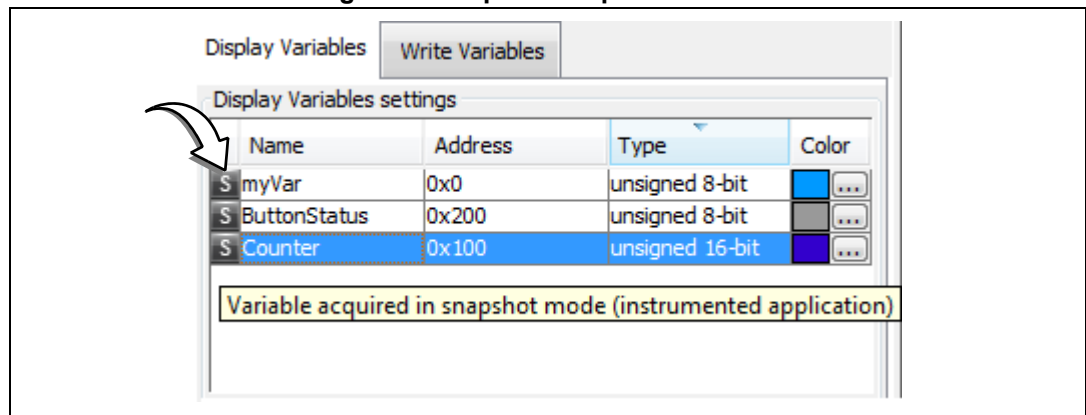 Display Variables Write Variables
Display Variables settings
Name Address Type Color
S myVar 0x0 unsigned 8-bit ...
S ButtonStatus 0x200 unsigned 8-bit ...
S Counter 0x100 unsigned 16-bit ...
Variable acquired in snapshot mode (instrumented application)